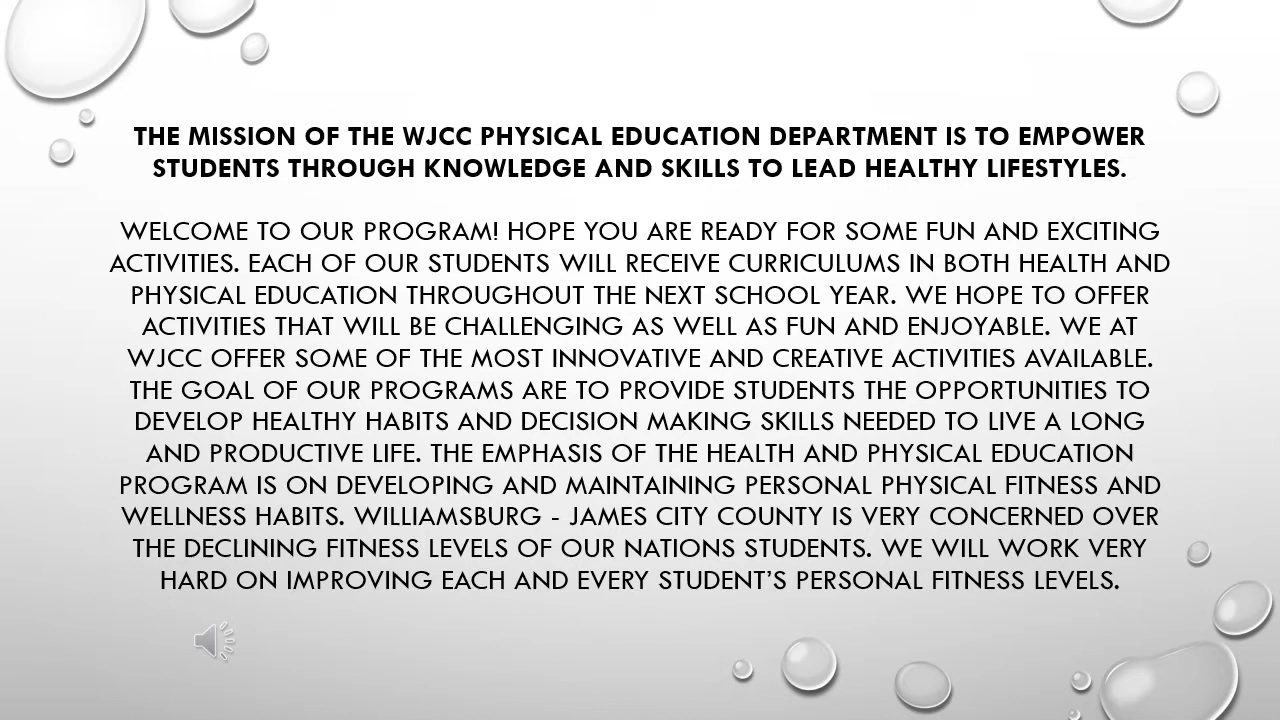 THE MISSION OF THE WJCC PHYSICAL EDUCATION DEPARTMENT IS TO EMPOWER
STUDENTS THROUGH KNOWLEDGE AND SKILLS TO LEAD HEALTHY LIFESTYLES.
WELCOME TO OUR PROGRAM! HOPE YOU ARE READY FOR SOME FUN AND EXCITING
ACTIVITIES. EACH OF OUR STUDENTS WILL RECEIVE CURRICULUMS IN BOTH HEALTH AND
PHYSICAL EDUCATION THROUGHOUT THE NEXT SCHOOL YEAR. WE HOPE TO OFFER
ACTIVITIES THAT WILL BE CHALLENGING AS WELL AS FUN AND ENJOYABLE. WE AT
WJCC OFFER SOME OF THE MOST INNOVATIVE AND CREATIVE ACTIVITIES AVAILABLE.
THE GOAL OF OUR PROGRAMS ARE TO PROVIDE STUDENTS THE OPPORTUNITIES TO
DEVELOP HEALTHY HABITS AND DECISION MAKING SKILLS NEEDED TO LIVE A LONG
AND PRODUCTIVE LIFE. THE EMPHASIS OF THE HEALTH AND PHYSICAL EDUCATION
PROGRAM IS ON DEVELOPING AND MAINTAINING PERSONAL PHYSICAL FITNESS AND
WELLNESS HABITS. WILLIAMSBURG - JAMES CITY COUNTY IS VERY CONCERNED OVER
THE DECLINING FITNESS LEVELS OF OUR NATIONS STUDENTS. WE WILL WORK VERY
HARD ON IMPROVING EACH AND EVERY STUDENT’S PERSONAL FITNESS LEVELS.